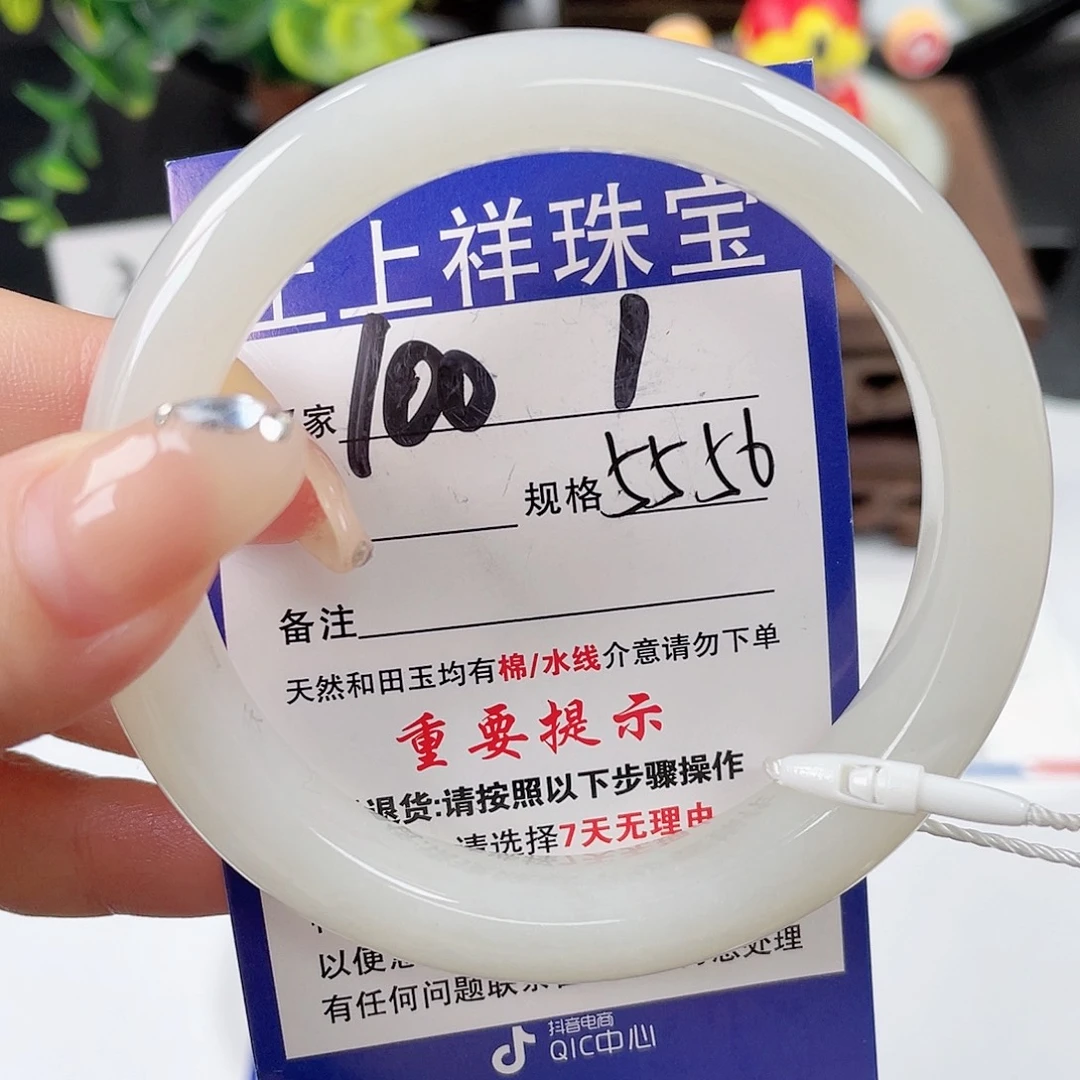 上祥珠宝
家 100 1
规格 5556
备注
天然和田玉均有棉/水线介意请勿下单
重要提示
退货:请按照以下步骤操作
请选择7天无理由
以便
处理
有任何问题联系
抖音电商
QIC中心